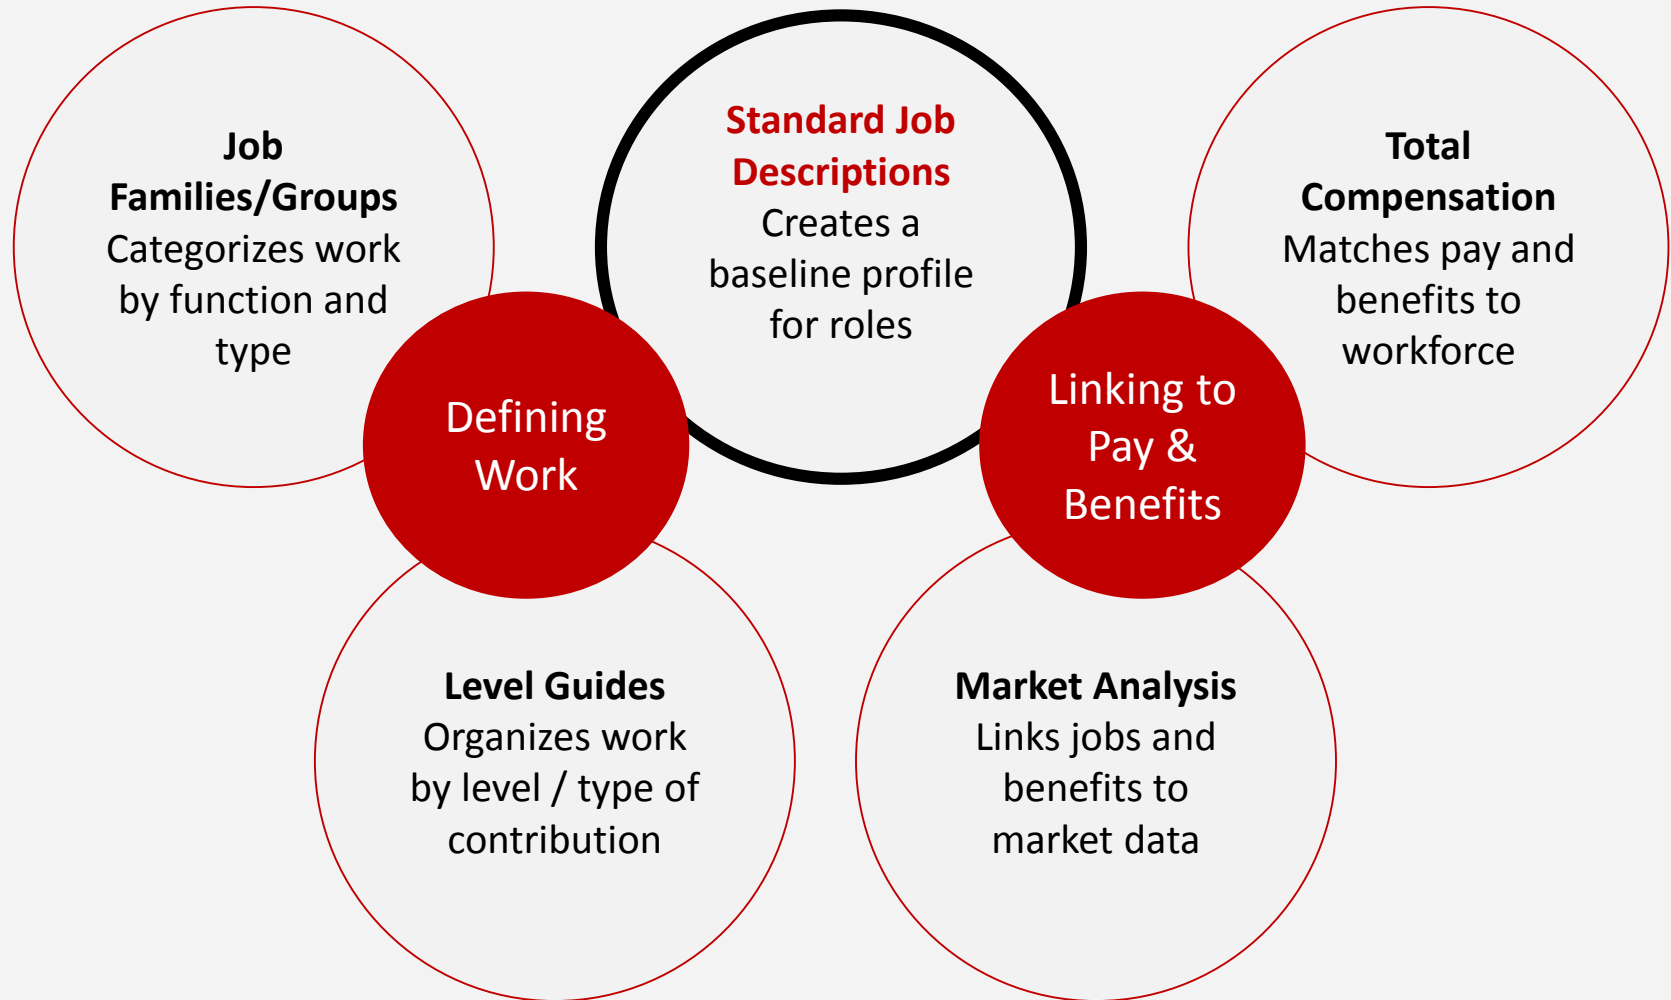 Job
Families/Groups
Categorizes work
by function and
type
Standard Job
Descriptions
Creates a
baseline profile
for roles
Total
Compensation
Matches pay and
benefits to
workforce
Defining
Work
Linking to
Pay &
Benefits
Level Guides
Organizes work
by level / type of
contribution
Market Analysis
Links jobs and
benefits to
market data